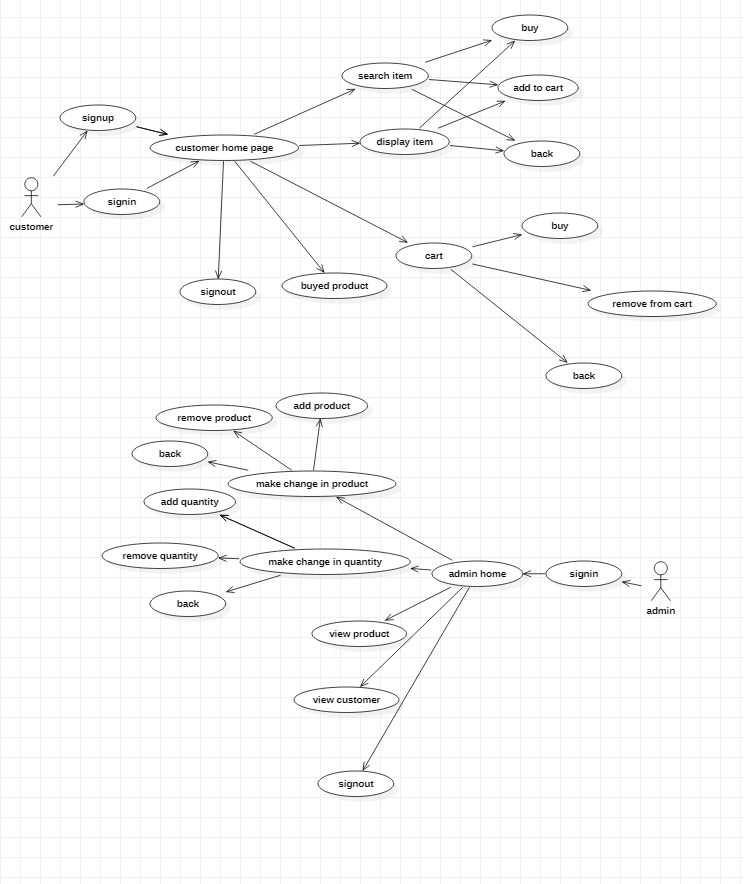 buy
search item
add to cart
signup
customer home page
display item
back
signin
customer
buy
cart
signout
buyed product
remove from cart
back
remove product
add product
back
make change in product
add quantity
remove quantity
make change in quantity
admin home
signin
back
admin
view product
view customer
signout